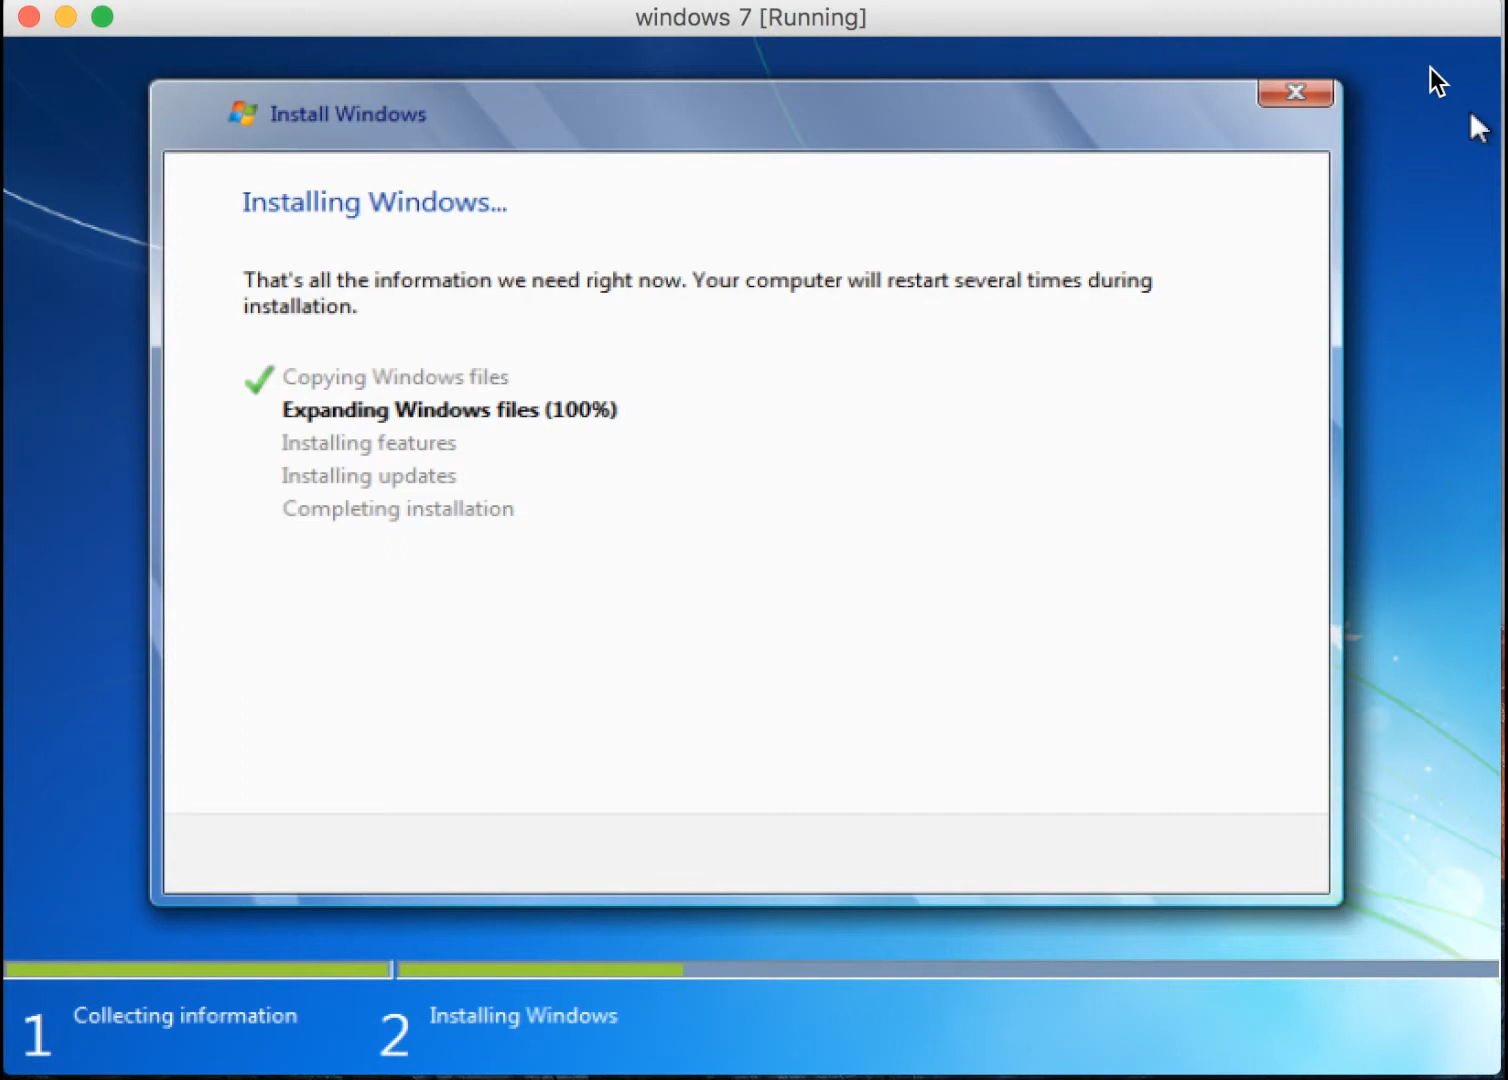 windows 7 [Running]
Install Windows
Installing Windows...
That's all the information we need right now. Your computer will restart several times during
installation.
Copying Windows files
Expanding Windows files (100%)
Installing features
Installing updates
Completing installation
1 Collecting information
2 Installing Windows